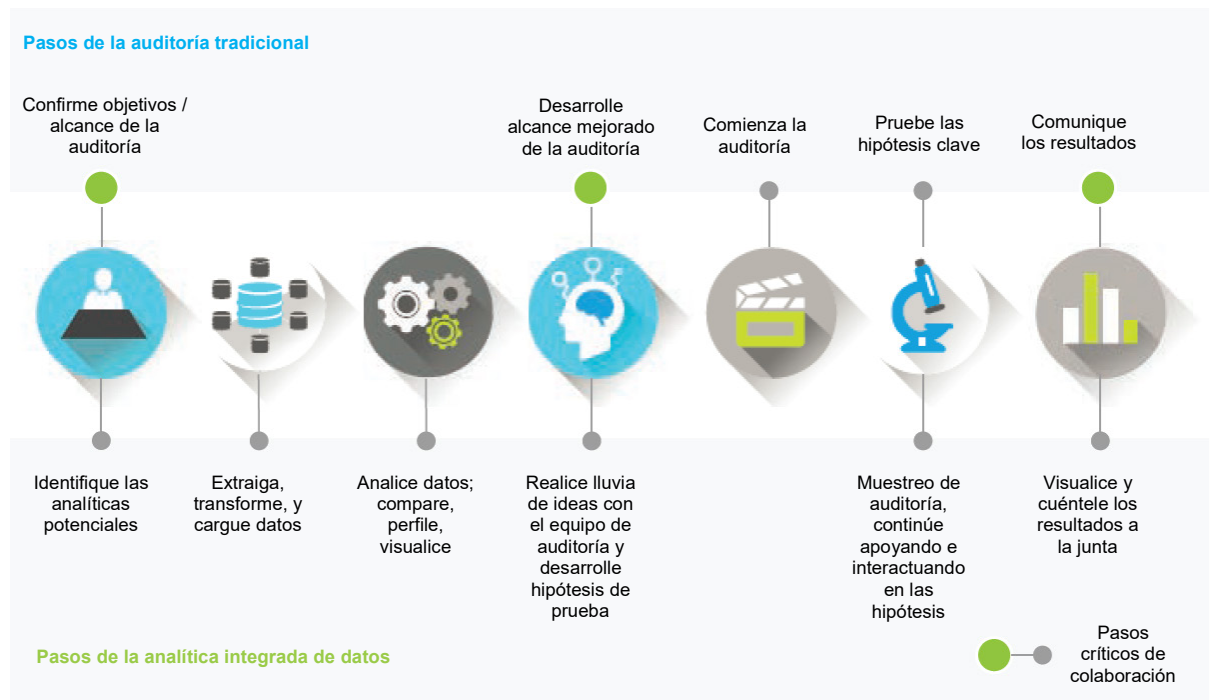 Pasos de la auditoría tradicional
Confirme objetivos /
alcance de la
auditoría
Desarrolle
alcance mejorado
de la auditoría
Comienza la
auditoría
Pruebe las
hipótesis clave
Comunique
los resultados
Identifique las
analíticas
potenciales
Extraiga,
transforme, y
cargue datos
Analice datos;
compare,
perfile,
visualice
Realice lluvia
de ideas con
el equipo de
auditoría y
desarrolle
hipótesis de
prueba
Muestreo de
auditoría,
continúe
apoyando e
interactuando
en las
hipótesis
Visualice y
cuéntele los
resultados a
la junta
Pasos de la analítica integrada de datos
Pasos
críticos de
colaboración